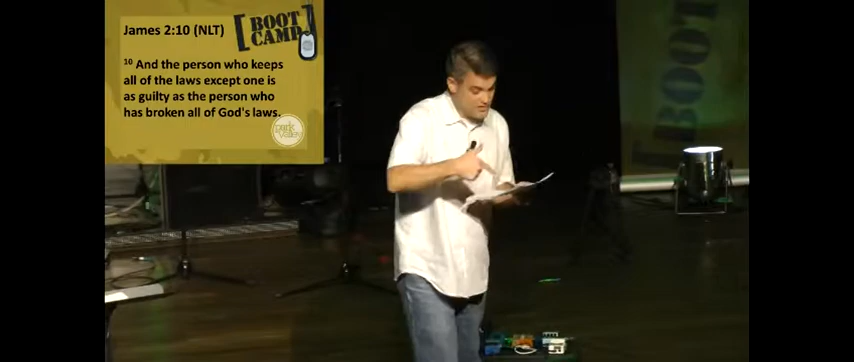 James 2:10 (NLT)
[BOOT
CAMP]
10 And the person who keeps
all of the laws except one is
as guilty as the person who
has broken all of God's laws.
park
valley
BOOT